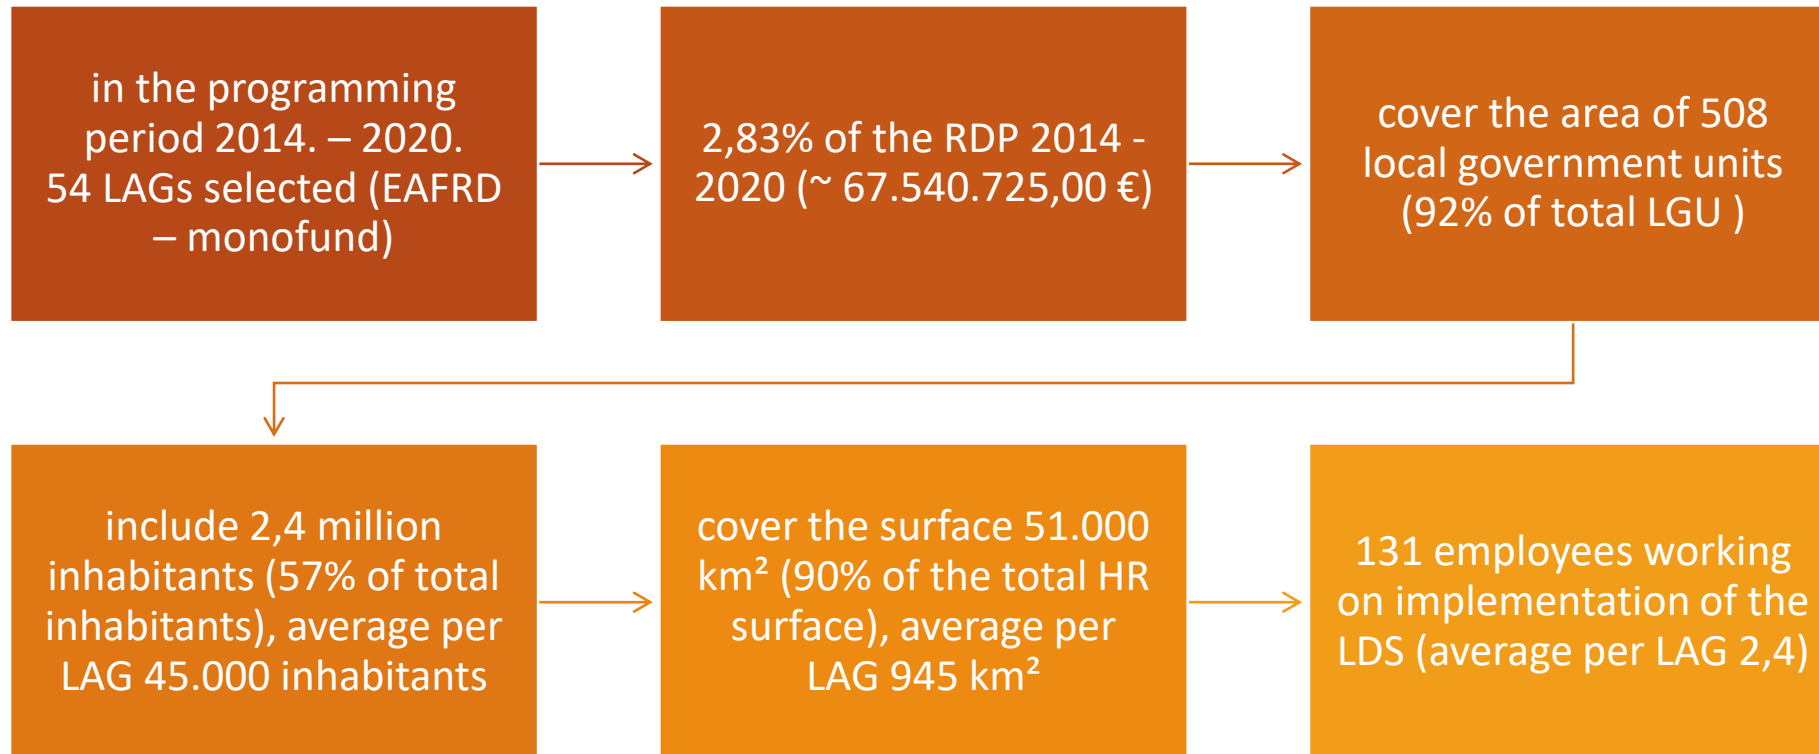 in the programming
period 2014. – 2020.
54 LAGs selected (EAFRD
– monofund)
2,83% of the RDP 2014 -
2020 (~ 67.540.725,00 €)
cover the area of 508
local government units
(92% of total LGU )
include 2,4 million
inhabitants (57% of total
inhabitants), average per
LAG 45.000 inhabitants
cover the surface 51.000
km² (90% of the total HR
surface), average per
LAG 945 km²
131 employees working
on implementation of the
LDS (average per LAG 2,4)